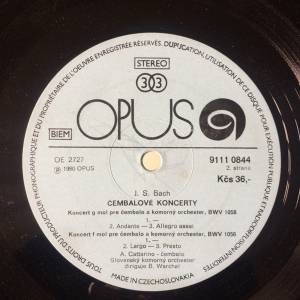 TOUS DROITS DU PRODUCTEUR PHONOGRAPHIQUE ET DU PROPRIÉTAIRE DE L'OEUVRE ENREGISTRÉE RÉSERVÉS. DUPLICATION, UTILISATION DE CE DISQUE POUR EXÉCUTION PUBLIQUE ET RADIODIFFUSION INTERDITES
STEREO
33
OPUS
BIEM
9111 0844
OE 2727
2. strana
Ⓟ 1980 OPUS
Kčs 36,-
J. S. Bach
CEMBALOVÉ KONCERTY
Koncert g mol pre čembalo a komorný orchester, BWV 1058
1. —
2. Andante — 3. Allegro assai
Koncert f mol pre čembalo a komorný orchester, BWV 1056
1. —
2. Largo — 3. Presto
A. Cattarino - čembalo
Slovenský komorný orchester
diriguje B. Warchal
MADE IN CZECHOSLOVAKIA